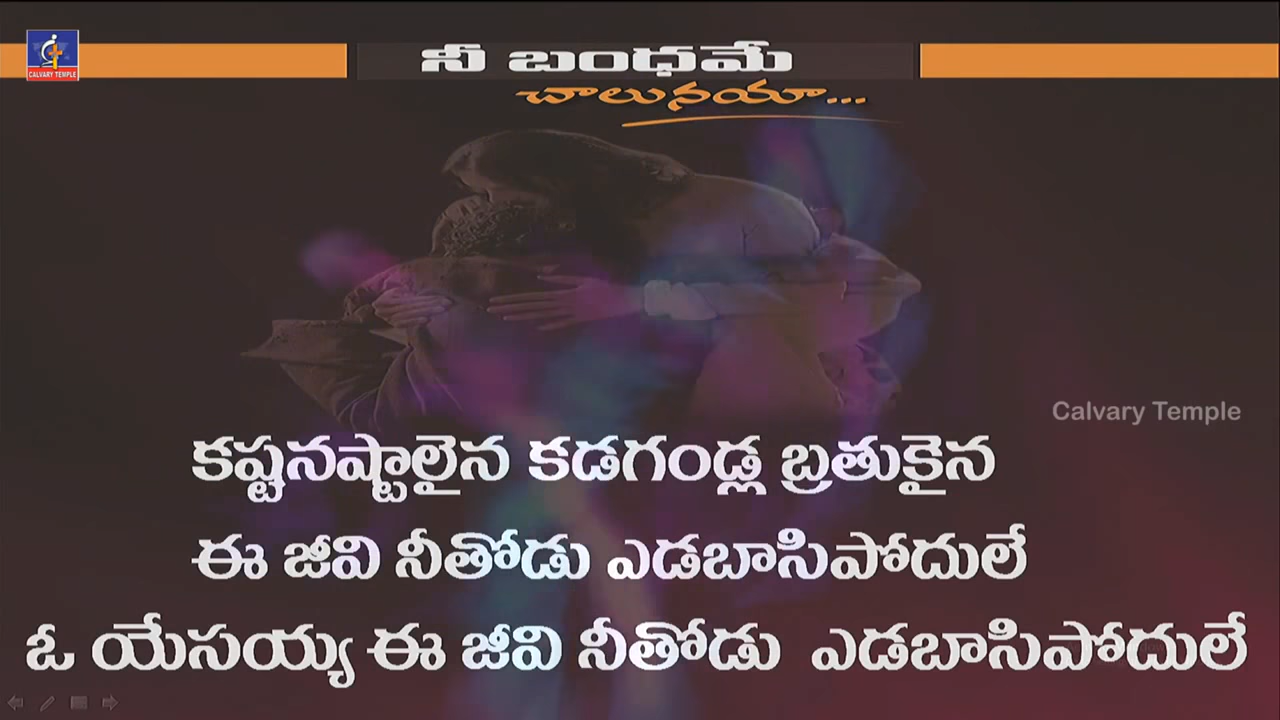 నీ బంధమే
చాలునయా...
CALVARY TEMPLE
Calvary Temple
కష్టనష్టాలైన కడగండ్ల బ్రతుకైన
ఈ జీవి నీతోడు ఎడబాసిపోదులే
ఓ యేసయ్య ఈ జీవి నీతోడు ఎడబాసిపోదులే